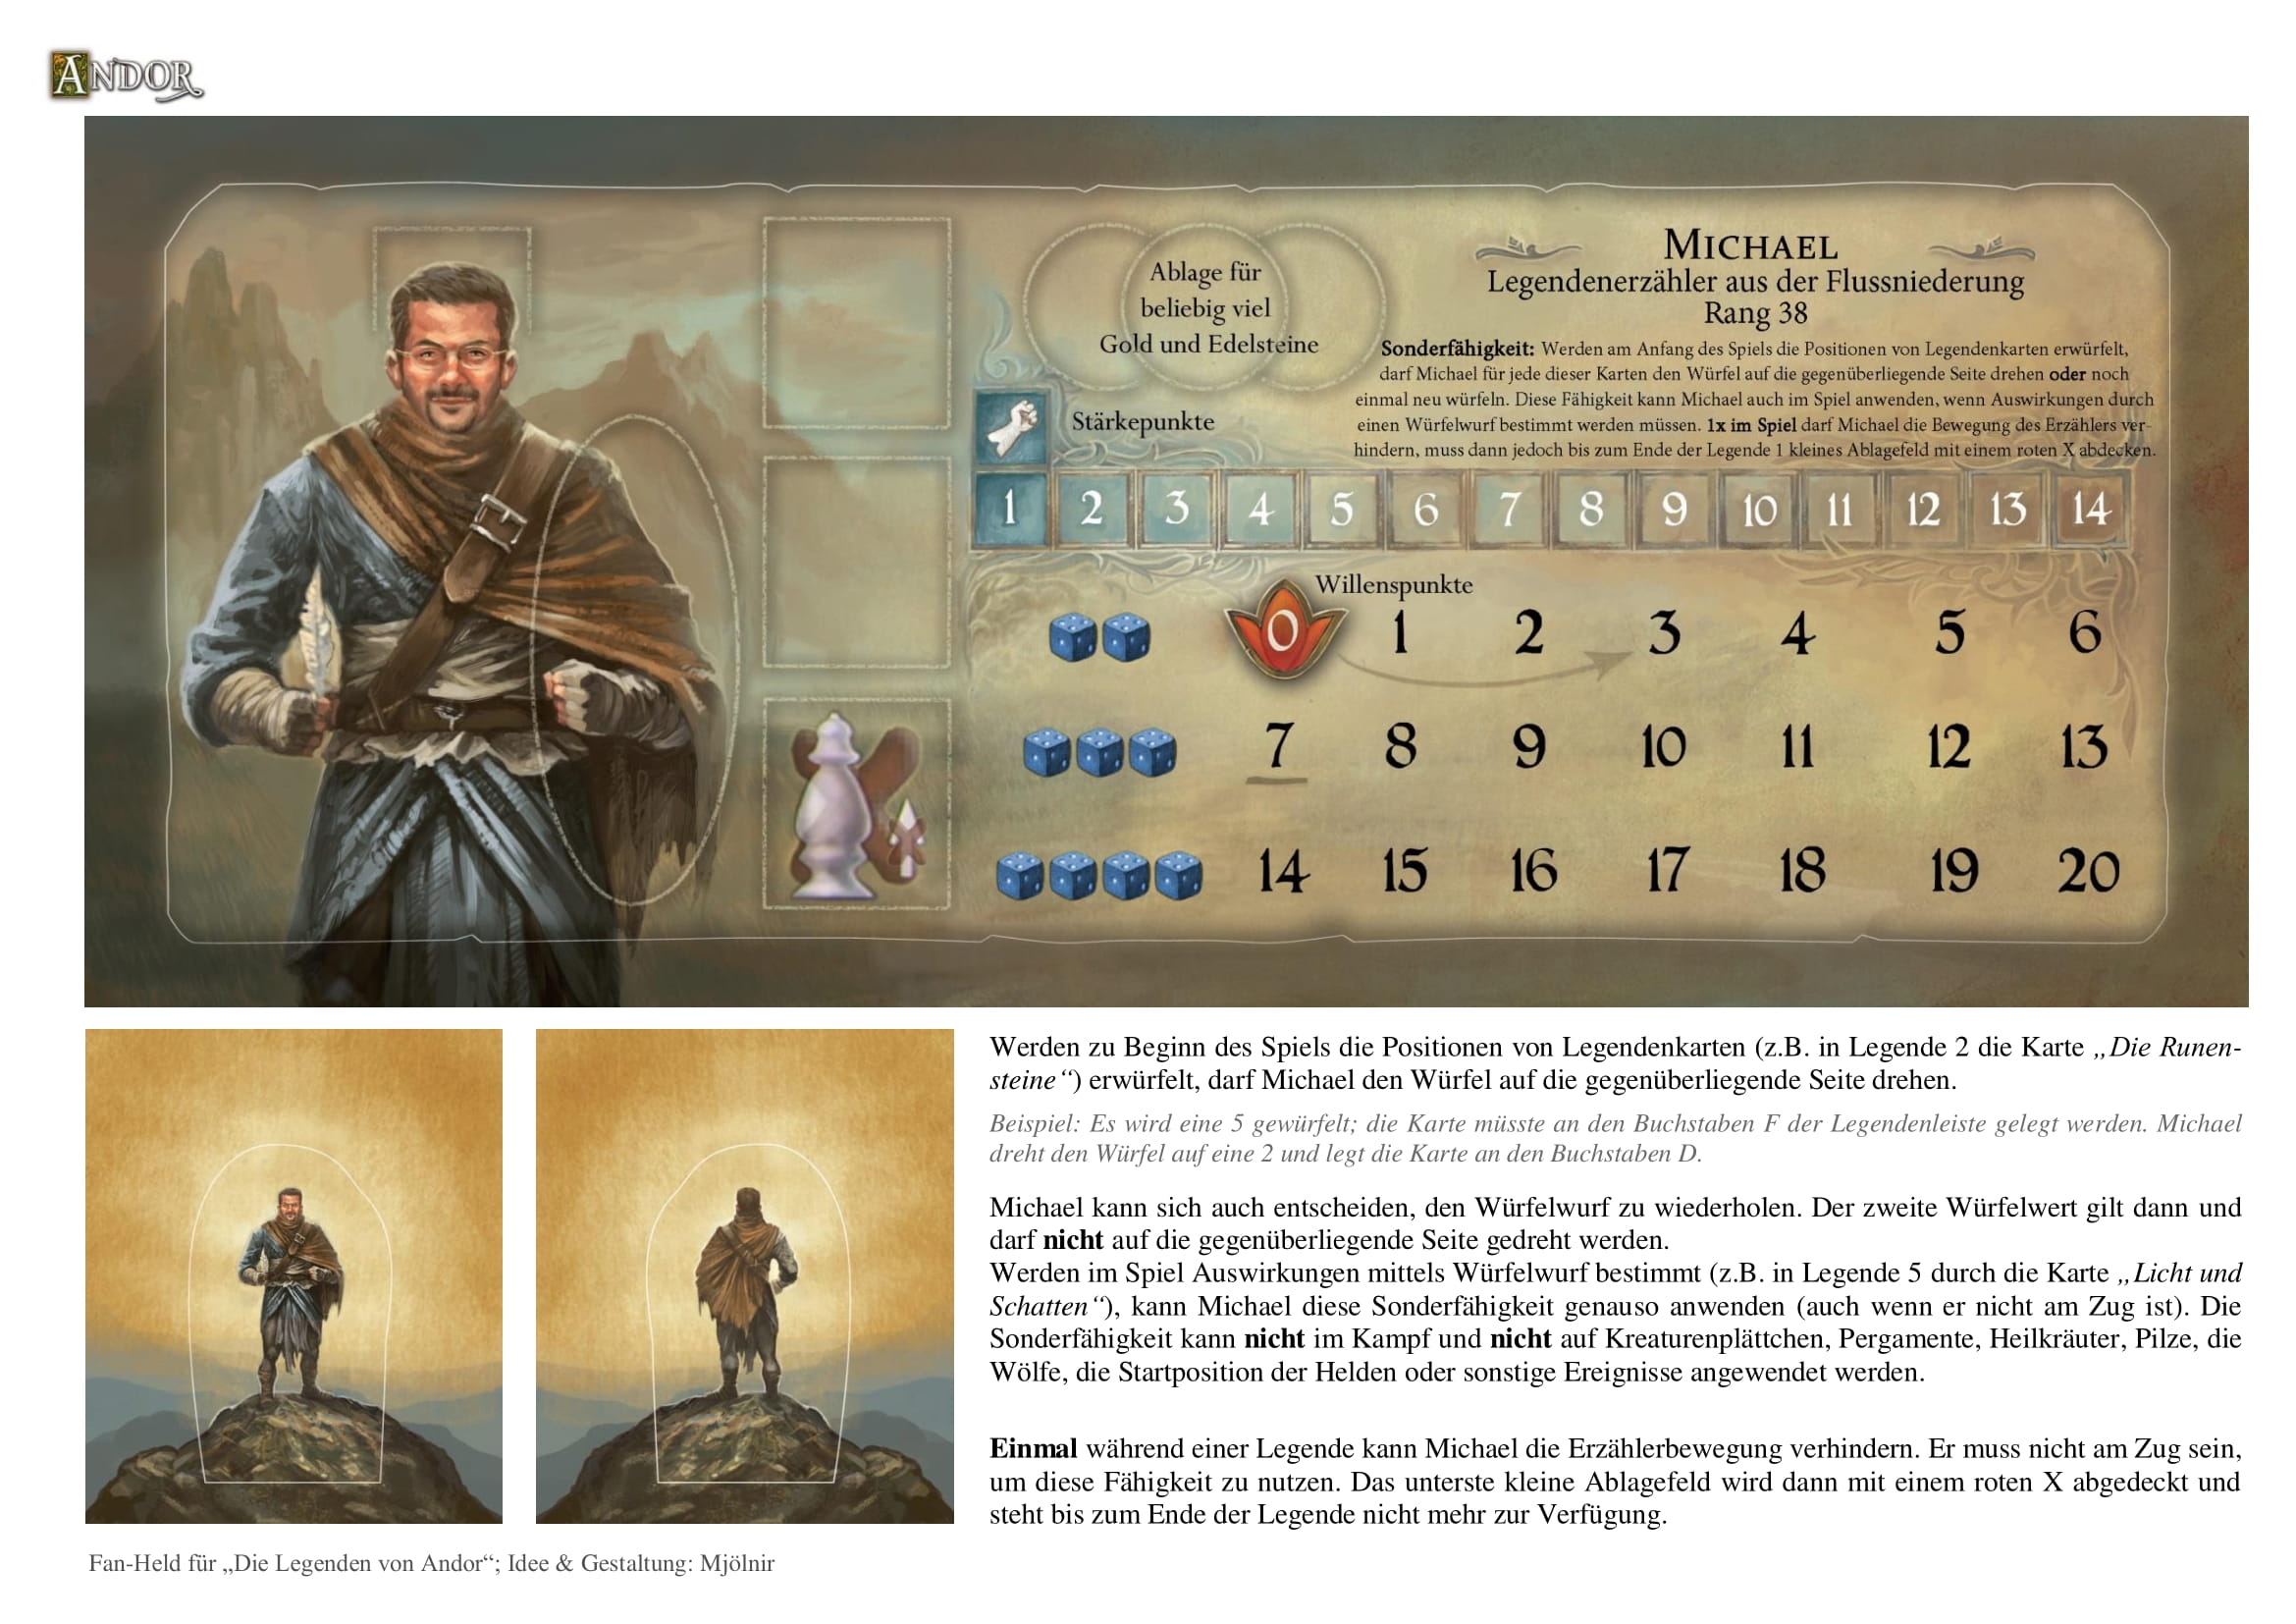 ANDOR
Ablage für
beliebig viel
Gold und Edelsteine
MICHAEL
Legendenerzähler aus der Flussniederung
Rang 38
Sonderfähigkeit: Werden am Anfang des Spiels die Positionen von Legendenkarten erwürfelt,
darf Michael für jede dieser Karten den Würfel auf die gegenüberliegende Seite drehen oder noch
einmal neu würfeln. Diese Fähigkeit kann Michael auch im Spiel anwenden, wenn Auswirkungen durch
einen Würfelwurf bestimmt werden müssen. 1x im Spiel darf Michael die Bewegung des Erzählers ver-
hindern, muss dann jedoch bis zum Ende der Legende 1 kleines Ablagefeld mit einem roten X abdecken.
Stärkepunkte
1 2 3 4 5 6 7 8 9 10 11 12 13 14
Willenspunkte
0 1 2 3 4 5 6
7 8 9 10 11 12 13
14 15 16 17 18 19 20
Werden zu Beginn des Spiels die Positionen von Legendenkarten (z.B. in Legende 2 die Karte „Die Runen-
steine“) erwürfelt, darf Michael den Würfel auf die gegenüberliegende Seite drehen.
Beispiel: Es wird eine 5 gewürfelt; die Karte müsste an den Buchstaben F der Legendenleiste gelegt werden. Michael
dreht den Würfel auf eine 2 und legt die Karte an den Buchstaben D.
Michael kann sich auch entscheiden, den Würfelwurf zu wiederholen. Der zweite Würfelwert gilt dann und
darf nicht auf die gegenüberliegende Seite gedreht werden.
Werden im Spiel Auswirkungen mittels Würfelwurf bestimmt (z.B. in Legende 5 durch die Karte „Licht und
Schatten“), kann Michael diese Sonderfähigkeit genauso anwenden (auch wenn er nicht am Zug ist). Die
Sonderfähigkeit kann nicht im Kampf und nicht auf Kreaturenplättchen, Pergamente, Heilkräuter, Pilze, die
Wölfe, die Startposition der Helden oder sonstige Ereignisse angewendet werden.
Einmal während einer Legende kann Michael die Erzählerbewegung verhindern. Er muss nicht am Zug sein,
um diese Fähigkeit zu nutzen. Das unterste kleine Ablagefeld wird dann mit einem roten X abgedeckt und
steht bis zum Ende der Legende nicht mehr zur Verfügung.
Fan-Held für „Die Legenden von Andor“; Idee & Gestaltung: Mjölnir